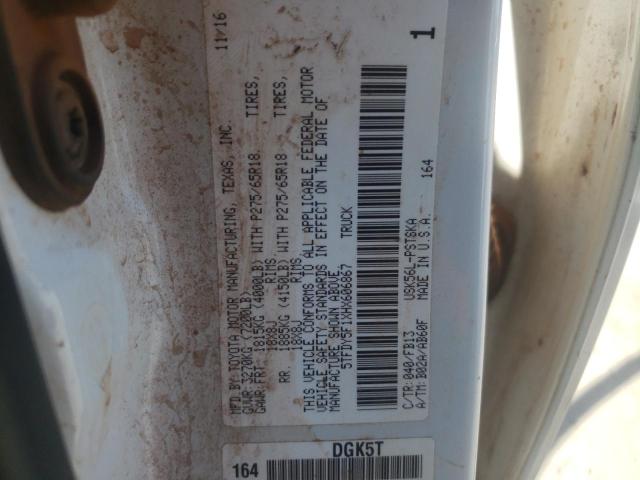 MFD BY: TOYOTA MOTOR MANUFACTURING, TEXAS, INC. 11/16
GVWR 3270KG (7200LB)
GAWR:FRT: 1815KG (4000LB) WITH P275/65R18 TIRES,
18X8J RIMS
RR. 1885KG (4150LB) WITH P275/65R18 TIRES,
18X8J RIMS
THIS VEHICLE CONFORMS TO ALL APPLICABLE FEDERAL MOTOR
VEHICLE SAFETY STANDARDS IN EFFECT ON THE DATE OF
MANUFACTURE SHOWN ABOVE.
5TFDY5F1XHX606867 TRUCK
1
C/TR: 040/FB13 USK56L-PSTSKA 164
A/TM: B02A/AB60F MADE IN U.S.A.
164 DGK5T